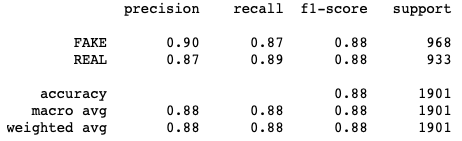 precision recall f1-score support
FAKE 0.90 0.87 0.88 968
REAL 0.87 0.89 0.88 933
accuracy 0.88 1901
macro avg 0.88 0.88 0.88 1901
weighted avg 0.88 0.88 0.88 1901